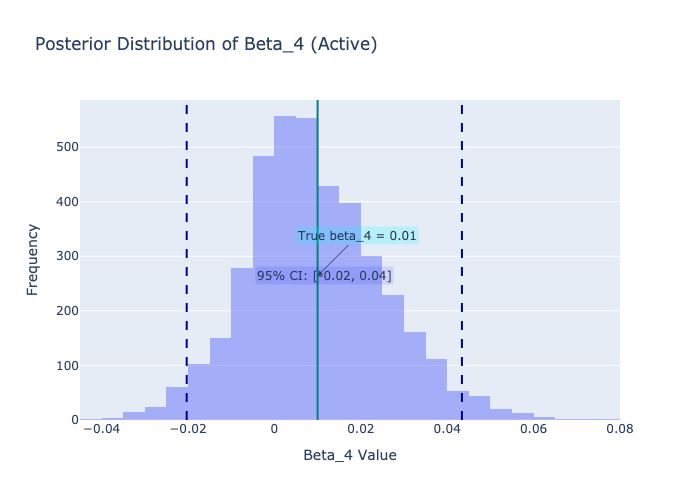 Posterior Distribution of Beta_4 (Active)
Frequency
500
400
300
200
100
0
True beta_4 = 0.01
95% CI: [-0.02, 0.04]
−0.04
−0.02
0
0.02
0.04
0.06
0.08
Beta_4 Value